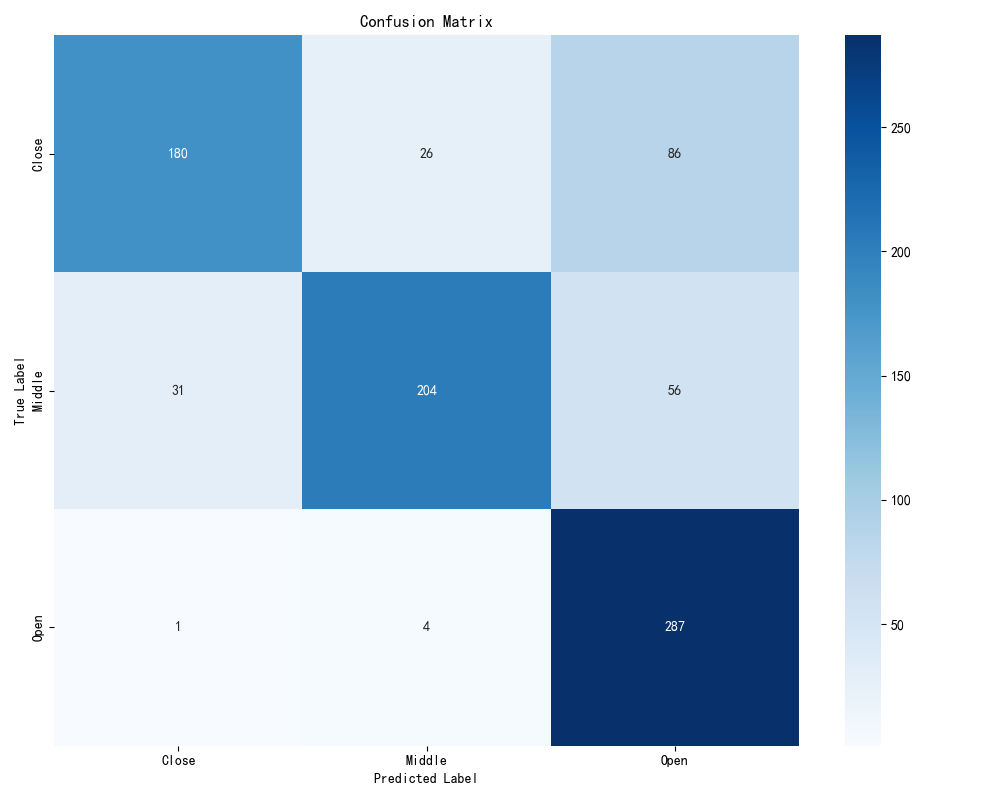 Confusion Matrix
Close 180 26 86
True Label
Middle 31 204 56
Open 1 4 287
Close Middle Open
Predicted Label
250
200
150
100
50